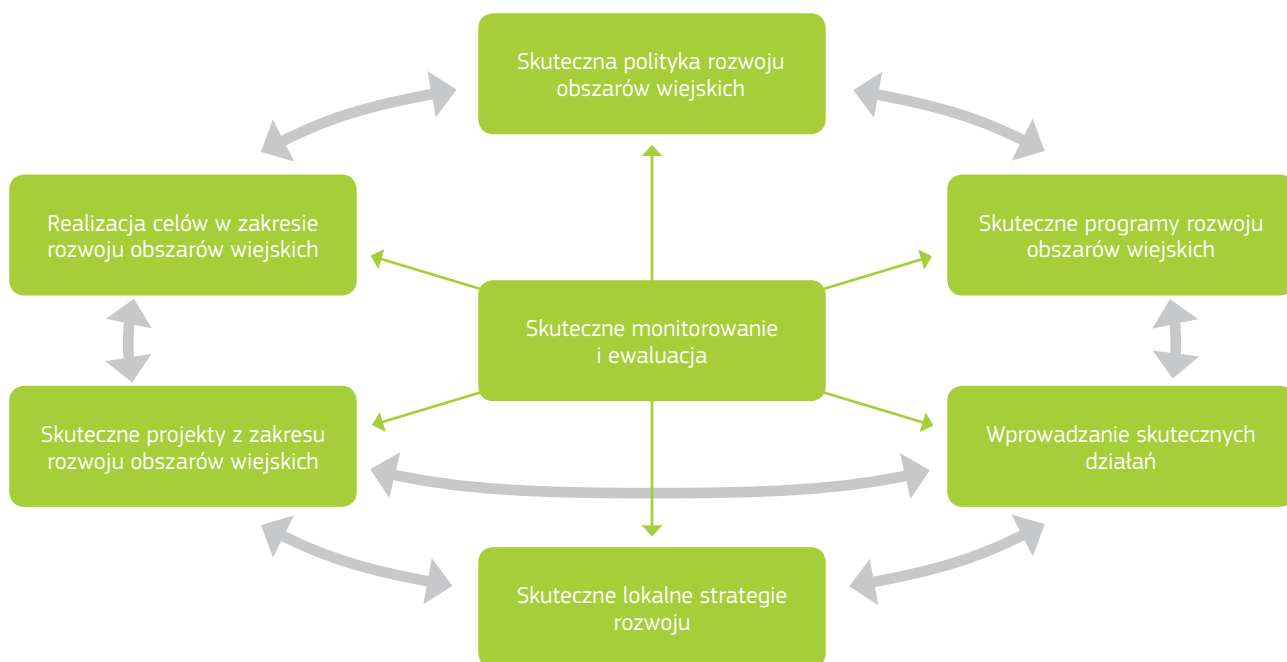 Skuteczna polityka rozwoju
obszarów wiejskich
Realizacja celów w zakresie
rozwoju obszarów wiejskich
Skuteczne programy rozwoju
obszarów wiejskich
Skuteczne monitorowanie
i ewaluacja
Skuteczne projekty z zakresu
rozwoju obszarów wiejskich
Wprowadzanie skutecznych
działań
Skuteczne lokalne strategie
rozwoju